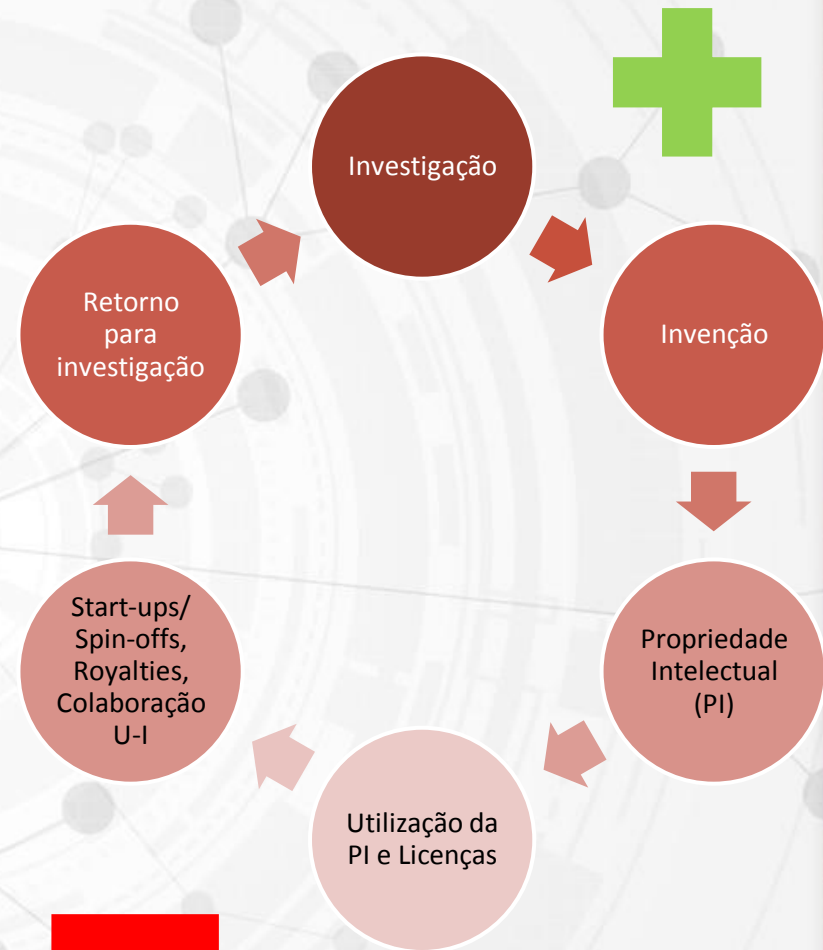 Investigação
Invenção
Propriedade
Intelectual
(PI)
Utilização da
PI e Licenças
Start-ups/
Spin-offs,
Royalties,
Colaboração
U-I
Retorno
para
investigação